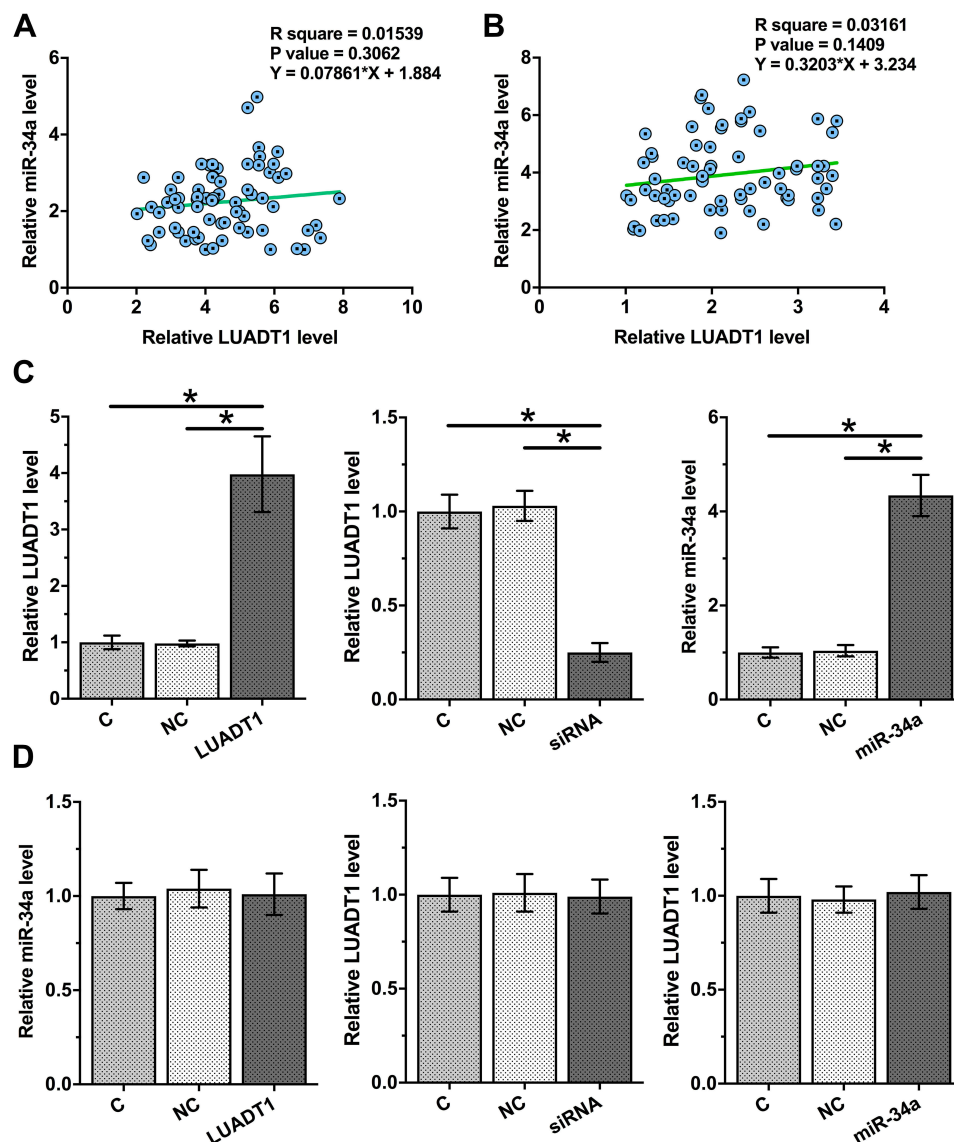 A
R square = 0.01539
P value = 0.3062
Y = 0.07861*X + 1.884
Relative miR-34a level
6
4
2
0
0 2 4 6 8 10
Relative LUADT1 level
B
R square = 0.03161
P value = 0.1409
Y = 0.3203*X + 3.234
Relative miR-34a level
8
6
4
2
0
0 1 2 3 4
Relative LUADT1 level
C
Relative LUADT1 level
5
4
3
2
1
0
* *
C NC LUADT1
Relative LUADT1 level
1.5
1.0
0.5
0.0
* *
C NC siRNA
Relative miR-34a level
6
4
2
0
* *
C NC miR-34a
D
Relative miR-34a level
1.5
1.0
0.5
0.0
C NC LUADT1
Relative LUADT1 level
1.5
1.0
0.5
0.0
C NC siRNA
Relative LUADT1 level
1.5
1.0
0.5
0.0
C NC miR-34a